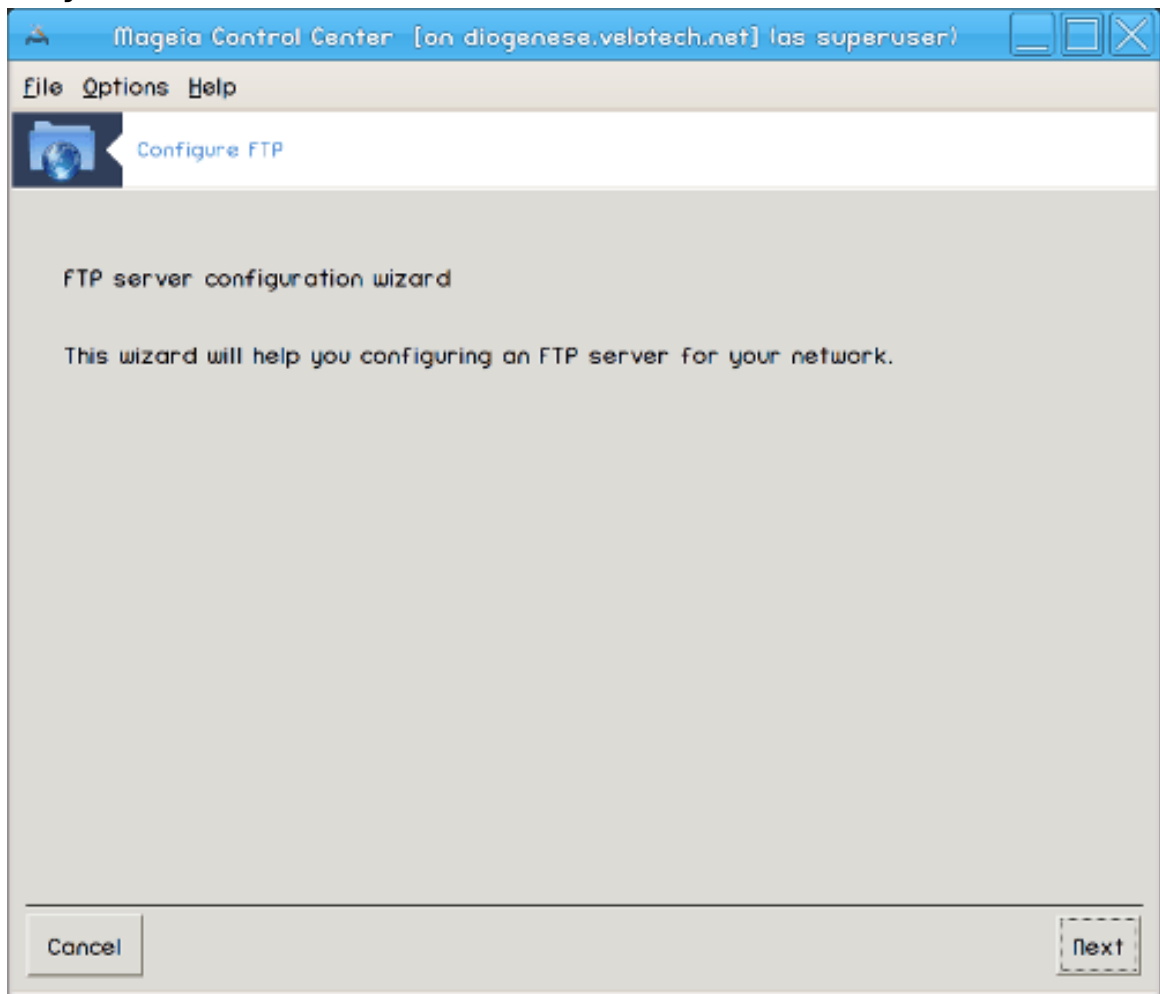 Mageia Control Center [on diogenese.velotech.net] (as superuser)
File Options Help
Configure FTP
FTP server configuration wizard
This wizard will help you configuring an FTP server for your network.
Cancel
Next